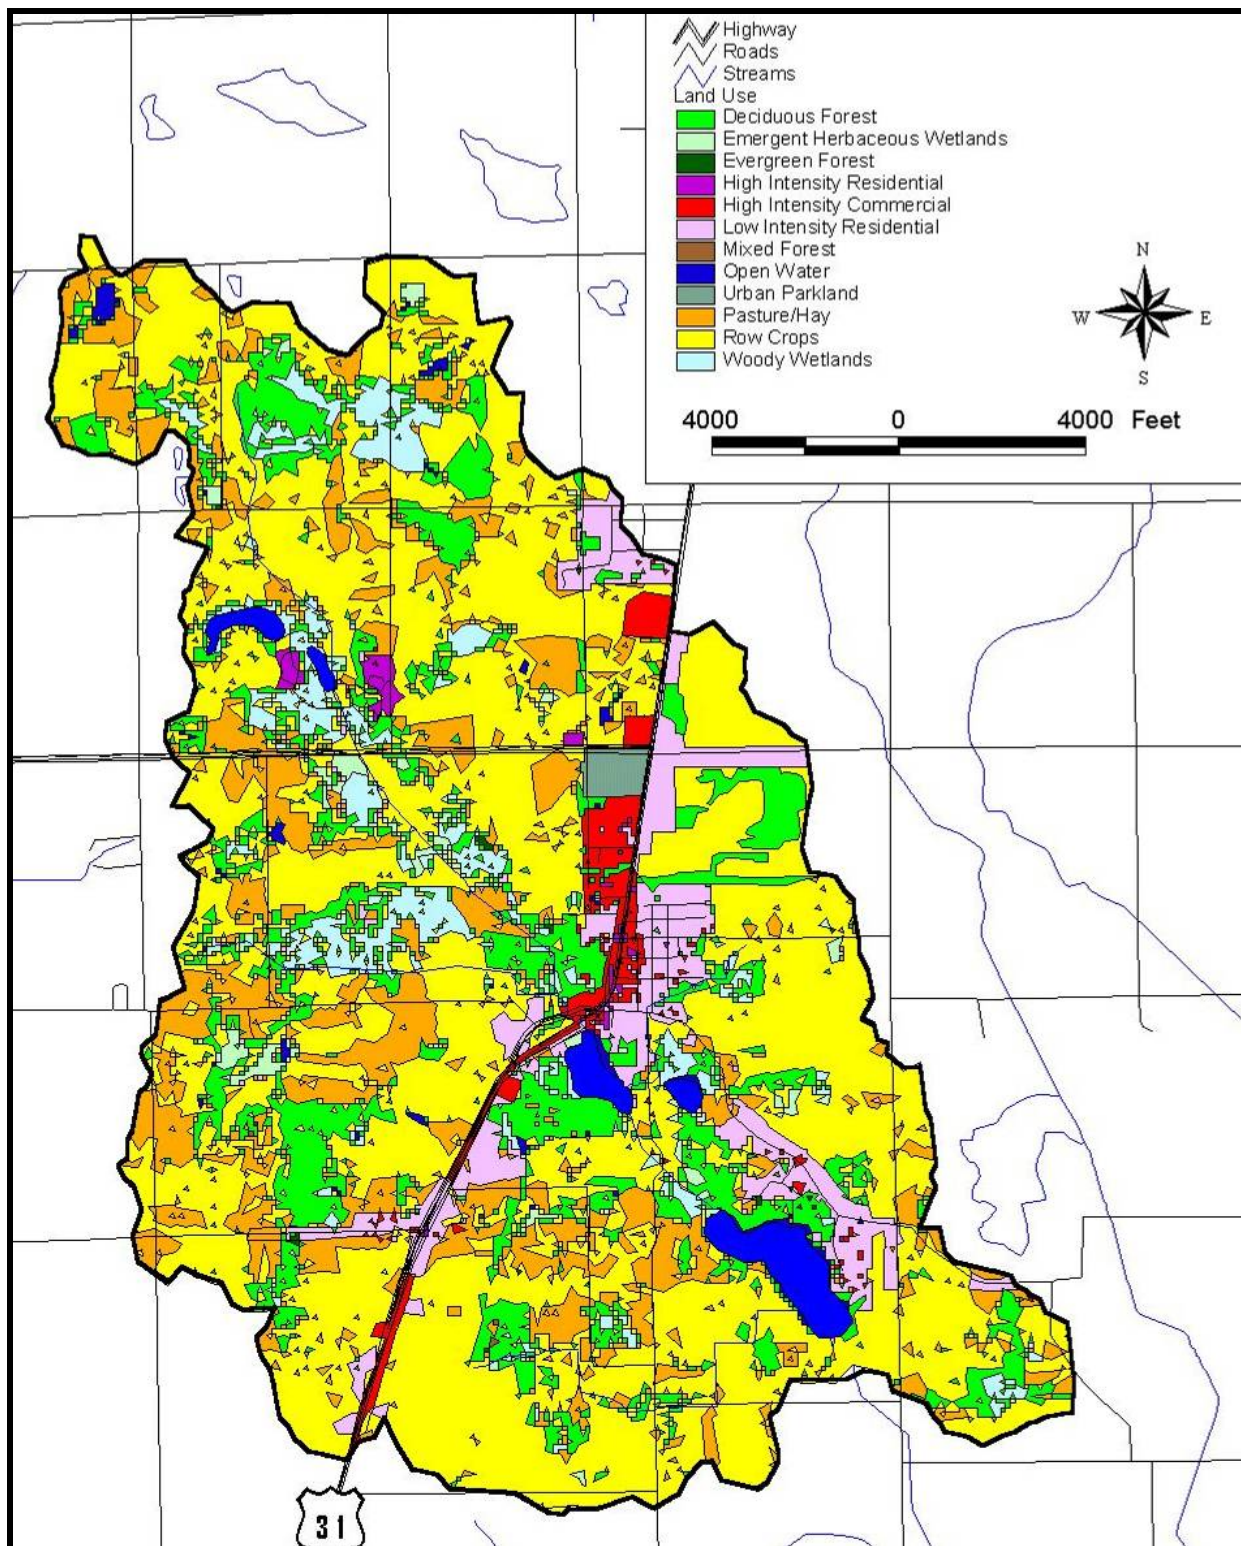 Highway
Roads
Streams
Land Use
Deciduous Forest
Emergent Herbaceous Wetlands
Evergreen Forest
High Intensity Residential
High Intensity Commercial
Low Intensity Residential
Mixed Forest
Open Water
Urban Parkland
Pasture/Hay
Row Crops
Woody Wetlands
N
W E
S
4000 0 4000 Feet
31